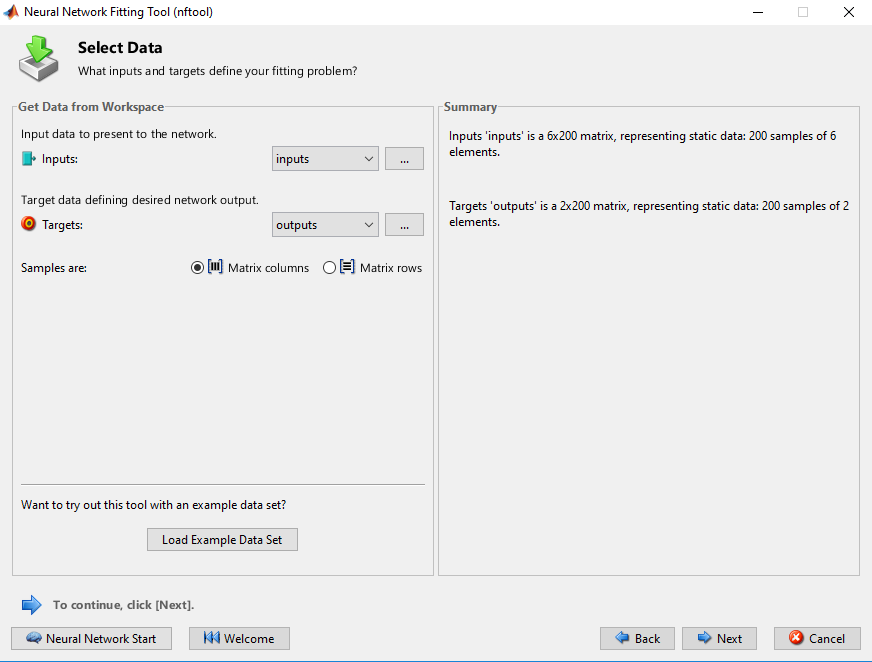 Neural Network Fitting Tool (nftool)
Select Data
What inputs and targets define your fitting problem?
Get Data from Workspace
Input data to present to the network.
Inputs:
inputs
...
Target data defining desired network output.
Targets:
outputs
...
Samples are:
Matrix columns
Matrix rows
Want to try out this tool with an example data set?
Load Example Data Set
Summary
Inputs 'inputs' is a 6x200 matrix, representing static data: 200 samples of 6
elements.
Targets 'outputs' is a 2x200 matrix, representing static data: 200 samples of 2
elements.
To continue, click [Next].
Neural Network Start
Welcome
Back
Next
Cancel